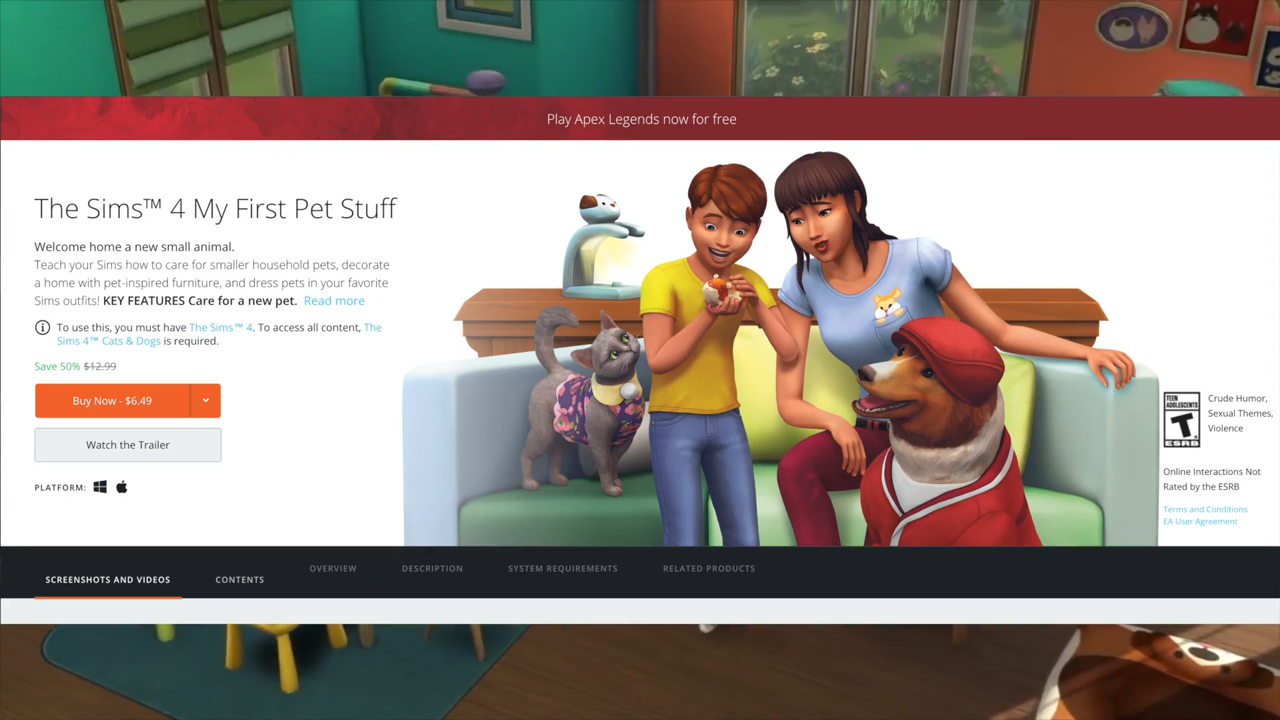 Play Apex Legends now for free
The Sims™ 4 My First Pet Stuff
Welcome home a new small animal.
Teach your Sims how to care for smaller household pets, decorate
a home with pet-inspired furniture, and dress pets in your favorite
Sims outfits! KEY FEATURES Care for a new pet. Read more
To use this, you must have The Sims™ 4. To access all content, The
Sims 4™ Cats & Dogs is required.
Save 50% $12.99
Buy Now - $6.49
Watch the Trailer
PLATFORM:
TEEN
ADOLESCENTS
T
ESRB
Crude Humor,
Sexual Themes,
Violence
Online Interactions Not
Rated by the ESRB
Terms and Conditions
EA User Agreement
SCREENSHOTS AND VIDEOS
CONTENTS
OVERVIEW
DESCRIPTION
SYSTEM REQUIREMENTS
RELATED PRODUCTS